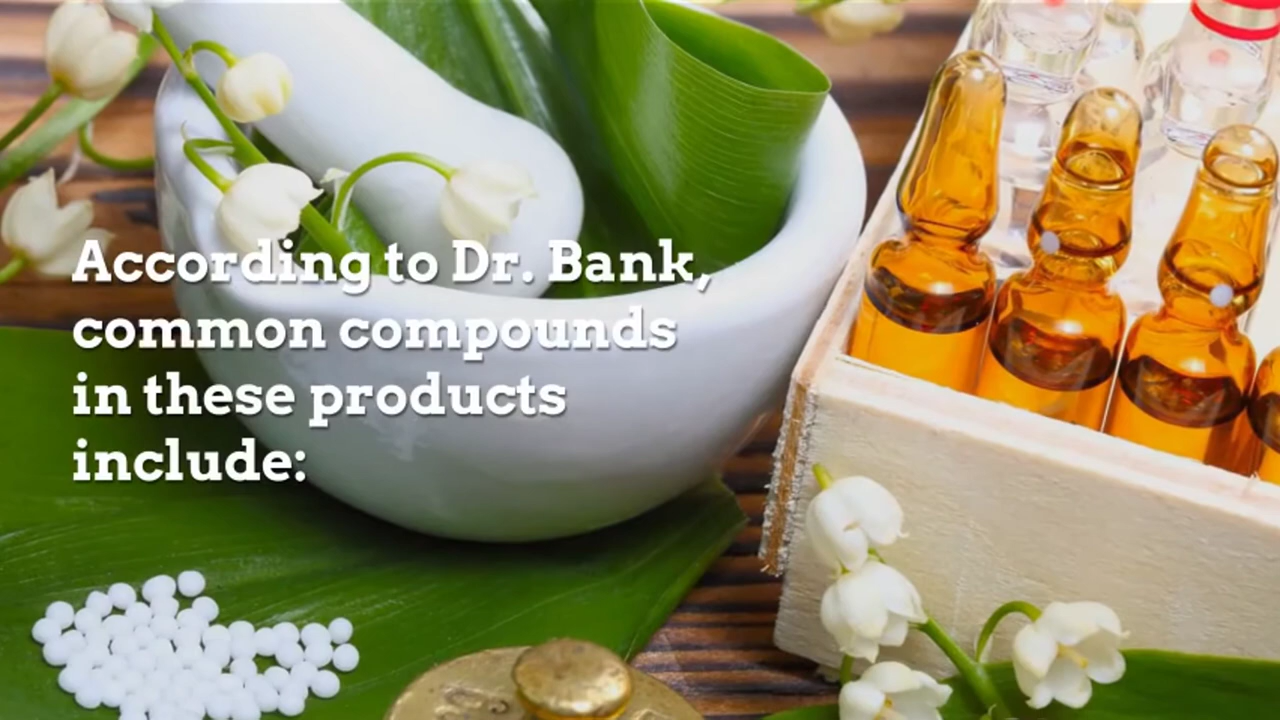 According to Dr. Bank,
common compounds
in these products
include: